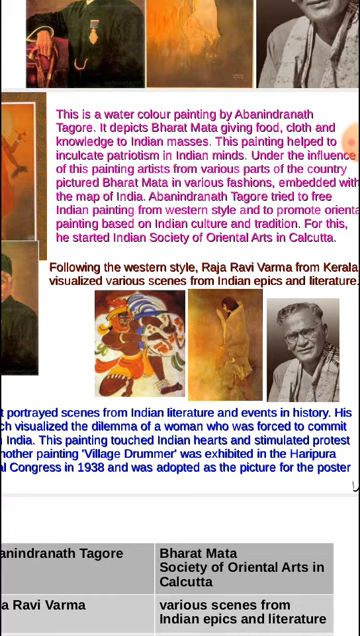 This is a water colour painting by Abanindranath
Tagore. It depicts Bharat Mata giving food, cloth and
knowledge to Indian masses. This painting helped to
inculcate patriotism in Indian minds. Under the influence
of this painting artists from various parts of the country
pictured Bharat Mata in various fashions, embedded with
the map of India. Abanindranath Tagore tried to free
Indian painting from western style and to promote orienta
painting based on Indian culture and tradition. For this,
he started Indian Society of Oriental Arts in Calcutta.
Following the western style, Raja Ravi Varma from Kerala
visualized various scenes from Indian epics and literature.
t portrayed scenes from Indian literature and events in history. His
ch visualized the dilemma of a woman who was forced to commit
India. This painting touched Indian hearts and stimulated protest
nother painting 'Village Drummer' was exhibited in the Haripura
al Congress in 1938 and was adopted as the picture for the poster
anindranath Tagore
Bharat Mata
Society of Oriental Arts in
Calcutta
a Ravi Varma
various scenes from
Indian epics and literature